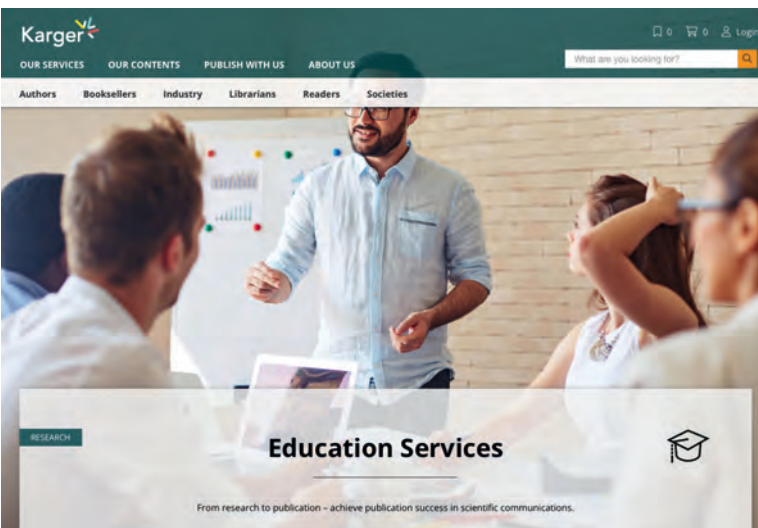 Karger
0
0
Login
OUR SERVICES OUR CONTENTS PUBLISH WITH US ABOUT US
What are you looking for?
Authors Booksellers Industry Librarians Readers Societies
RESEARCH
Education Services
From research to publication – achieve publication success in scientific communications.